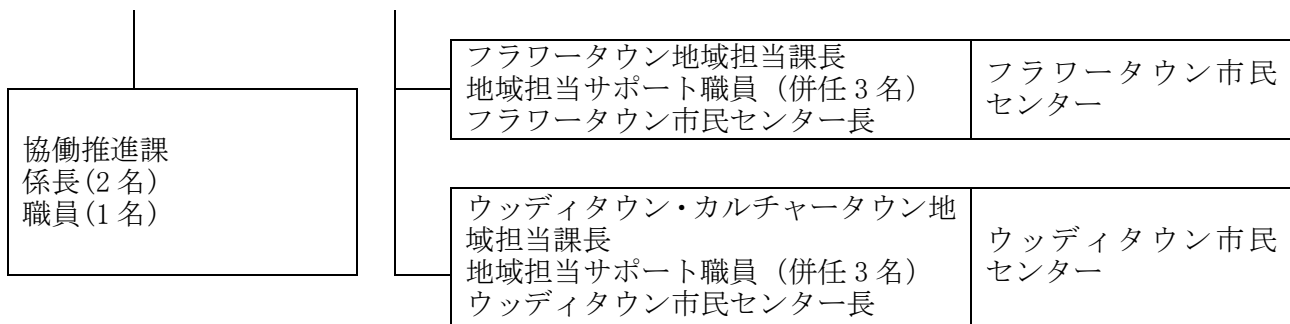 協働推進課
係長(2名)
職員(1名)
フラワータウン地域担当課長
地域担当サポート職員（併任3名）
フラワータウン市民センター長
フラワータウン市民
センター
ウッディタウン・カルチャータウン地
域担当課長
地域担当サポート職員（併任3名）
ウッディタウン市民センター長
ウッディタウン市民
センター